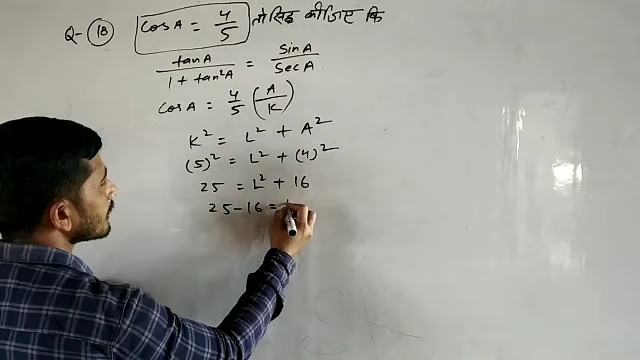 Q-(18) cos A = 4/5 तो सिद्ध कीजिए कि
tan A / 1 + tan²A = Sin A / Sec A
cos A = 4/5 (A/K)
K² = L² + A²
(5)² = L² + (4)²
25 = L² + 16
25 - 16 =